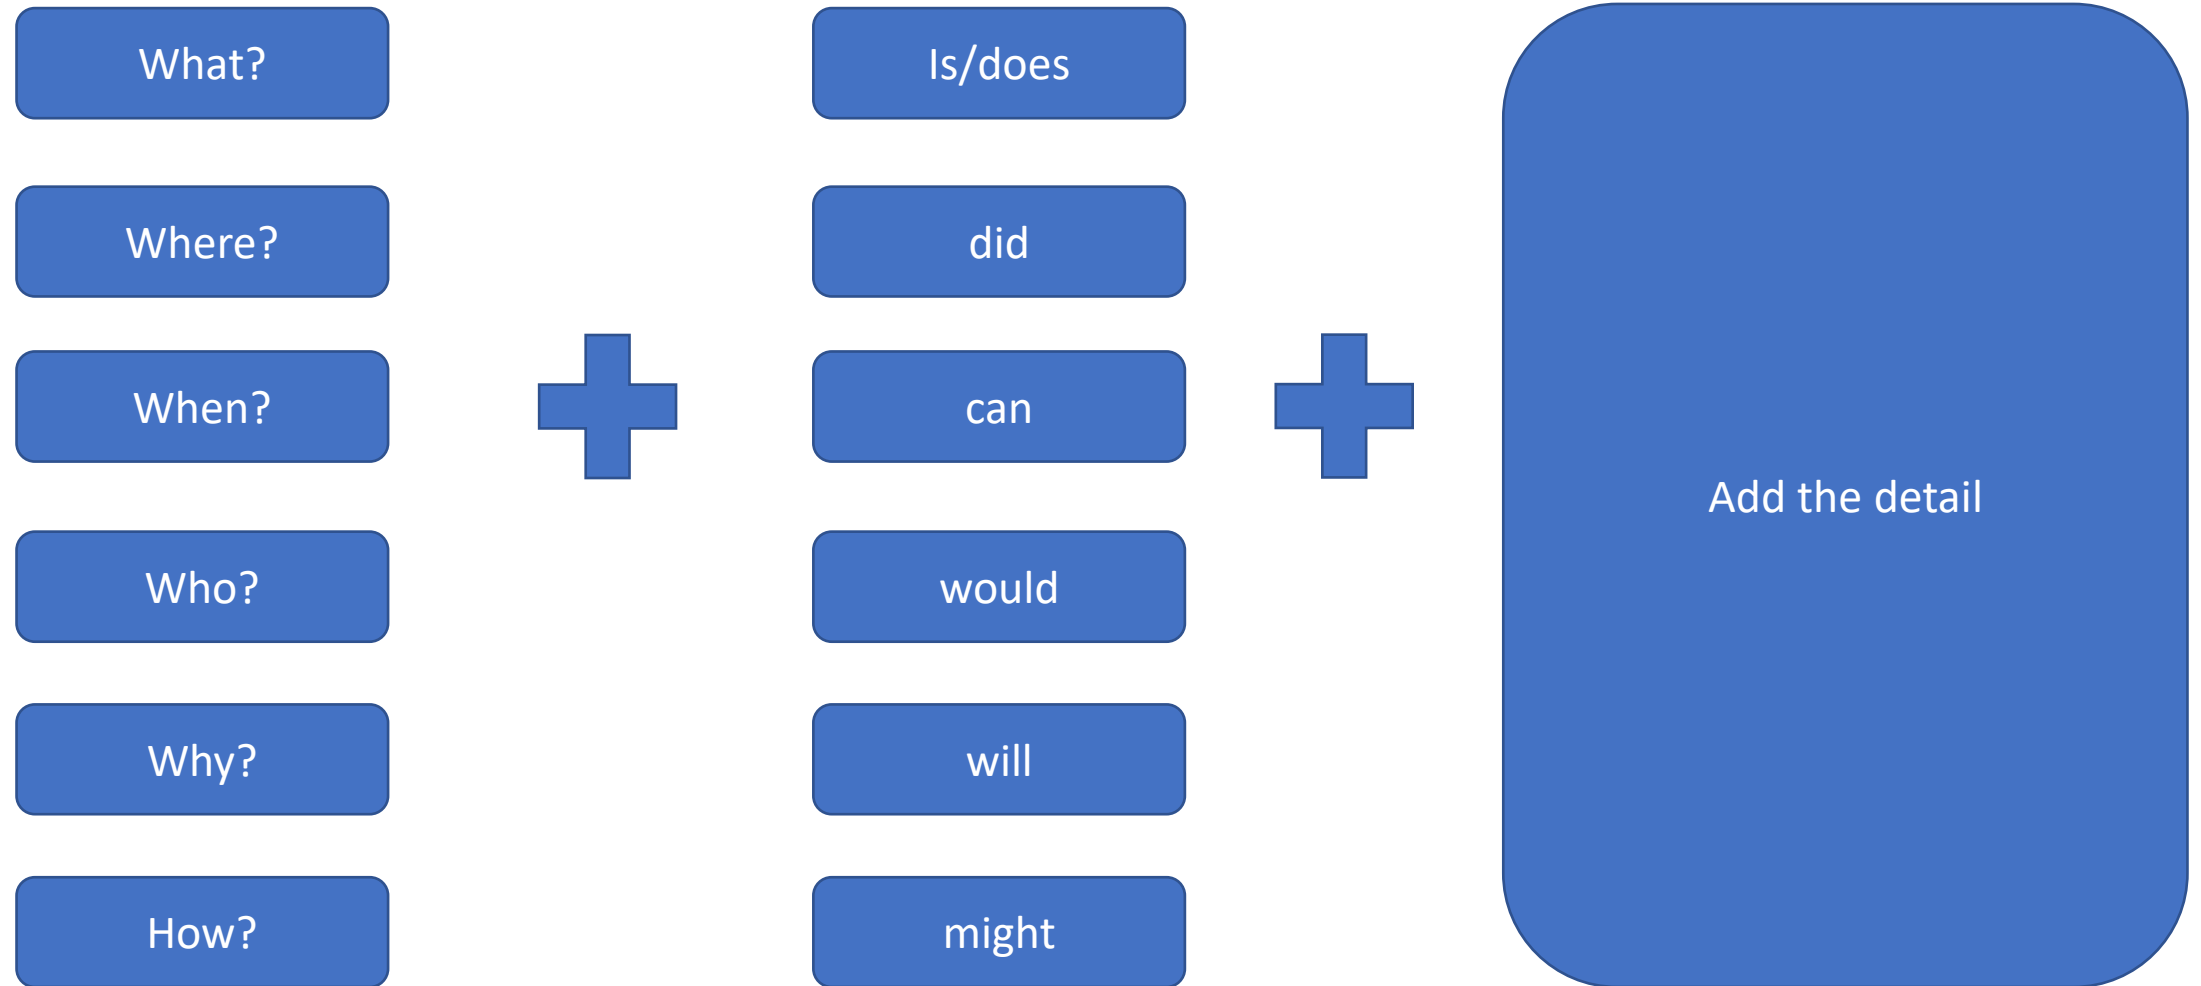 What?
Where?
When?
Who?
Why?
How?
Is/does
did
can
would
will
might
Add the detail